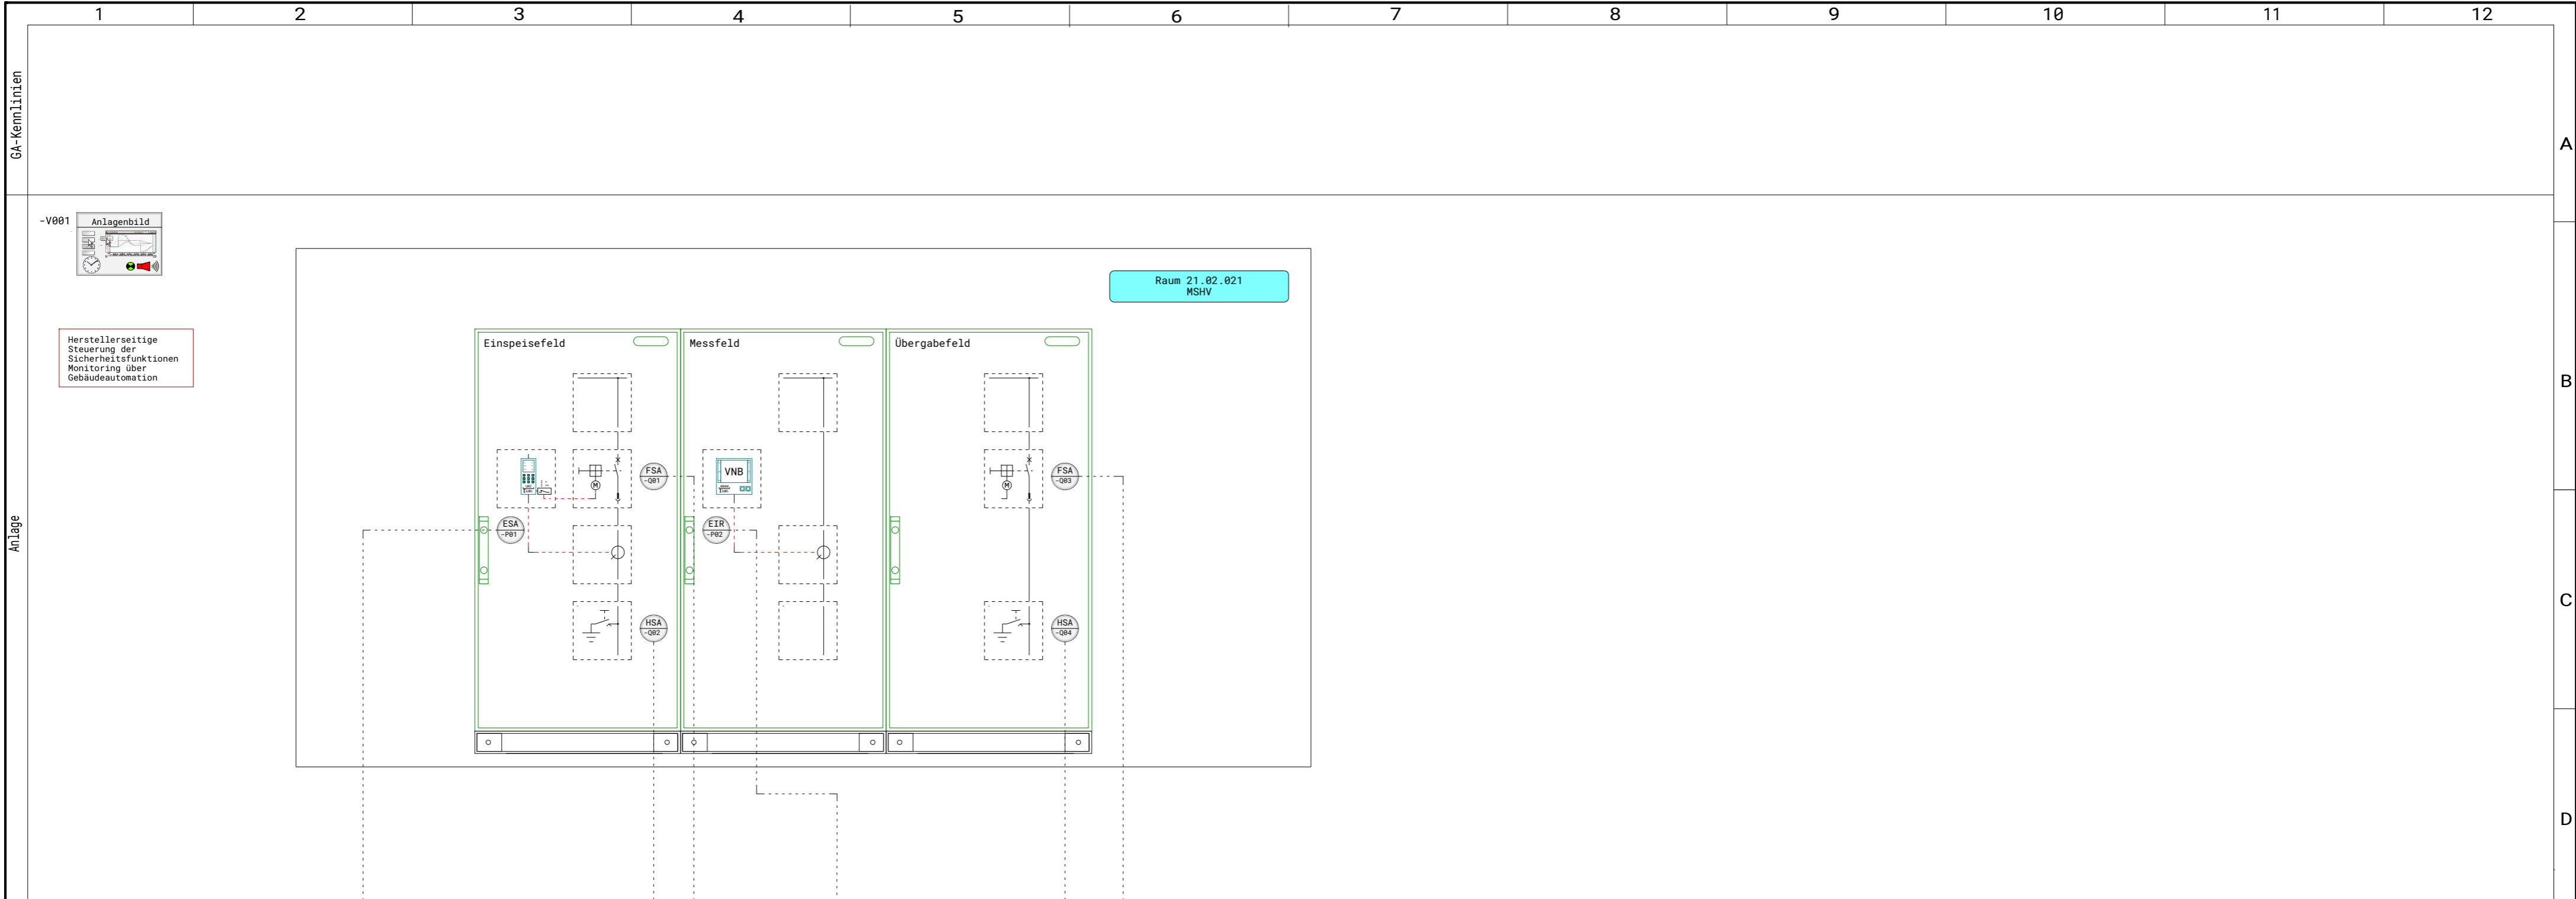 1 2 3 4 5 6 7 8 9 10 11 12
GA-Kennlinien
A
-V001
Anlagenbild
Raum 21.02.021
MSHV
Herstellerseitige
Steuerung der
Sicherheitsfunktionen
Monitoring über
Gebäudeautomation
Einspeisefeld
Messfeld
Übergabefeld
B
FSA
-Q01
VNB
FSA
-Q03
M
M
Anlage
ESA
-P01
EIR
-P02
C
HSA
-Q02
HSA
-Q04
D